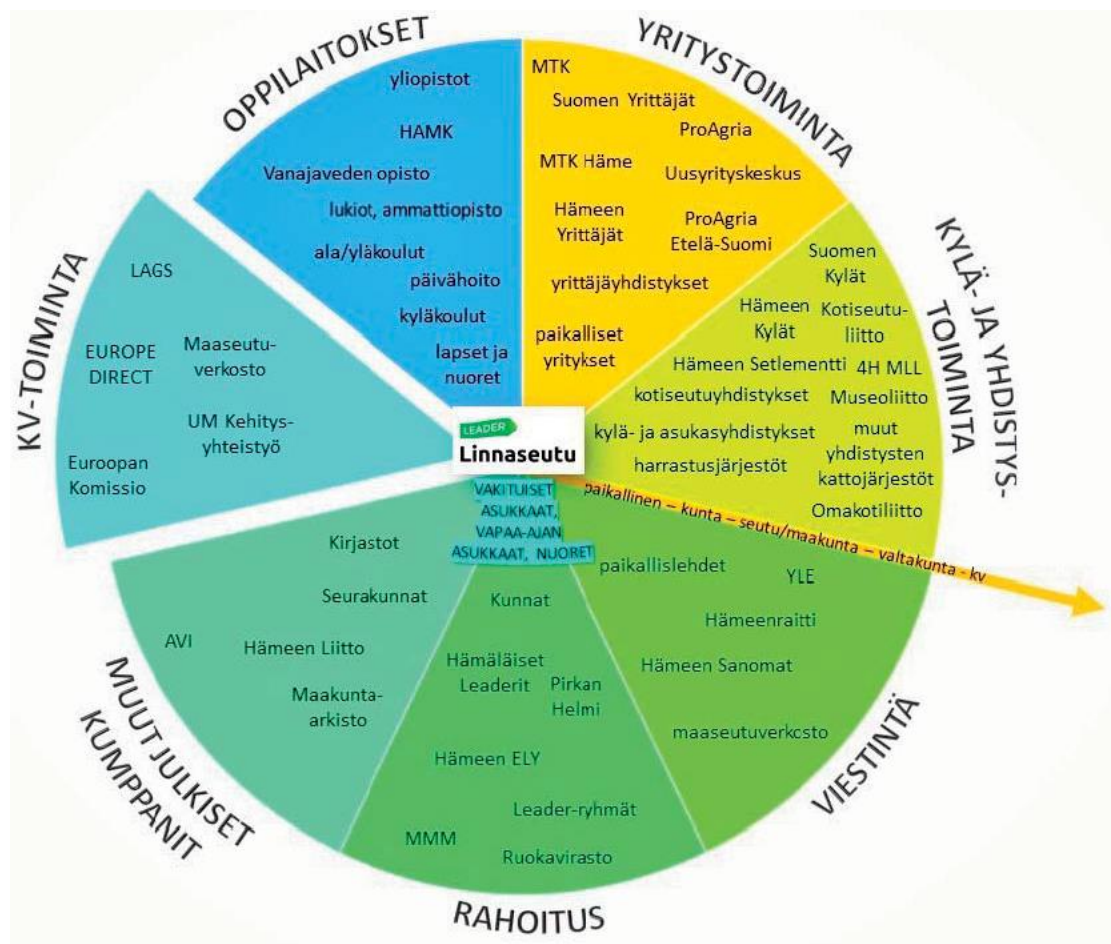 OPPILAITOKSET
yliopistot
HAMK
Vanajaveden opisto
lukiot, ammattiopisto
ala/yläkoulut
päivähoito
kyläkoulut
lapset ja
nuoret
YRITYSTOIMINTA
MTK
Suomen Yrittäjät
ProAgria
MTK Häme
Uusyrityskeskus
Hämeen
Yrittäjät
ProAgria
Etelä-Suomi
yrittäjäyhdistykset
paikalliset
yritykset
KYLÄ- JA YHDISTYS-
TOIMINTA
Suomen
Kylät
Hämeen
Kylät
Kotiseutu-
liitto
Hämeen Setlementti
4H MLL
kotiseutuyhdistykset
Museoliitto
kylä- ja asukasyhdistykset
muut
yhdistysten
kattojärjestöt
harrastusjärjestöt
Omakotiliitto
paikallinen – kunta – seutu/maakunta – valtakunta - kv
VIESTINTÄ
paikallislehdet
YLE
Hämeenraitti
Hämeen Sanomat
maaseutuverkosto
RAHOITUS
Kunnat
Hämäläiset
Leaderit
Pirkan
Helmi
Hämeen ELY
Leader-ryhmät
MMM
Ruokavirasto
MUUT JULKISET
KUMPPANIT
Kirjastot
Seurakunnat
AVI
Hämeen Liitto
Maakunta-
arkisto
KV-TOIMINTA
LAGS
EUROPE
DIRECT
Maaseutu-
verkosto
UM Kehitys-
yhteistyö
Euroopan
Komissio
LEADER
Linnaseutu
VAKITUISET
ASUKKAAT,
VAPAA-AJAN
ASUKKAAT, NUORET